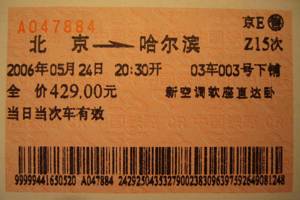 A047884 京E 售
北京→哈尔滨 Z15次
2006年05月24日 20:30开 03车003号下铺
全 价429.00元 新空调软座直达卧
当日当次车有效
99999441650520 A047884 24292504353279002383096397592649081248